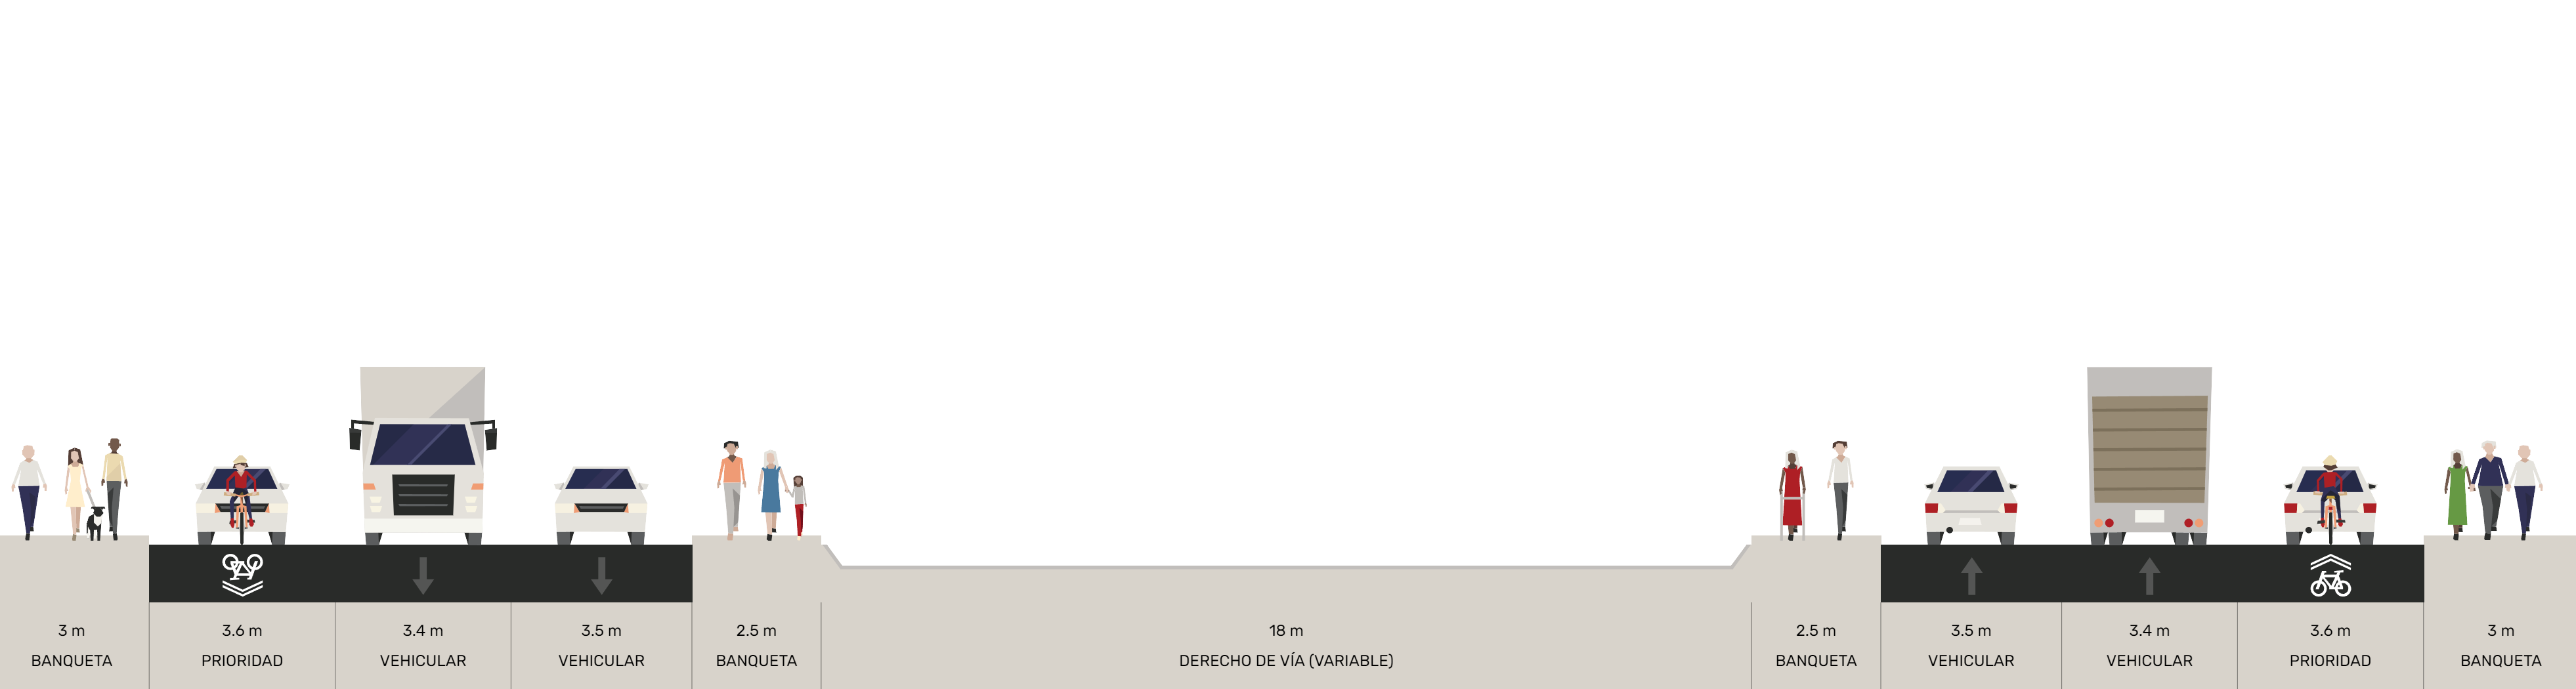 3 m
BANQUETA
3.6 m
PRIORIDAD
3.4 m
VEHICULAR
3.5 m
VEHICULAR
2.5 m
BANQUETA
18 m
DERECHO DE VÍA (VARIABLE)
2.5 m
BANQUETA
3.5 m
VEHICULAR
3.4 m
VEHICULAR
3.6 m
PRIORIDAD
3 m
BANQUETA